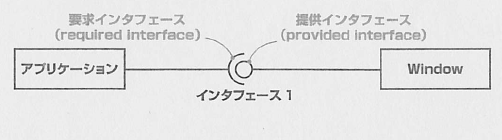 要求インタフェース
(required interface)
提供インタフェース
(provided interface)
アプリケーション
Window
インタフェース1